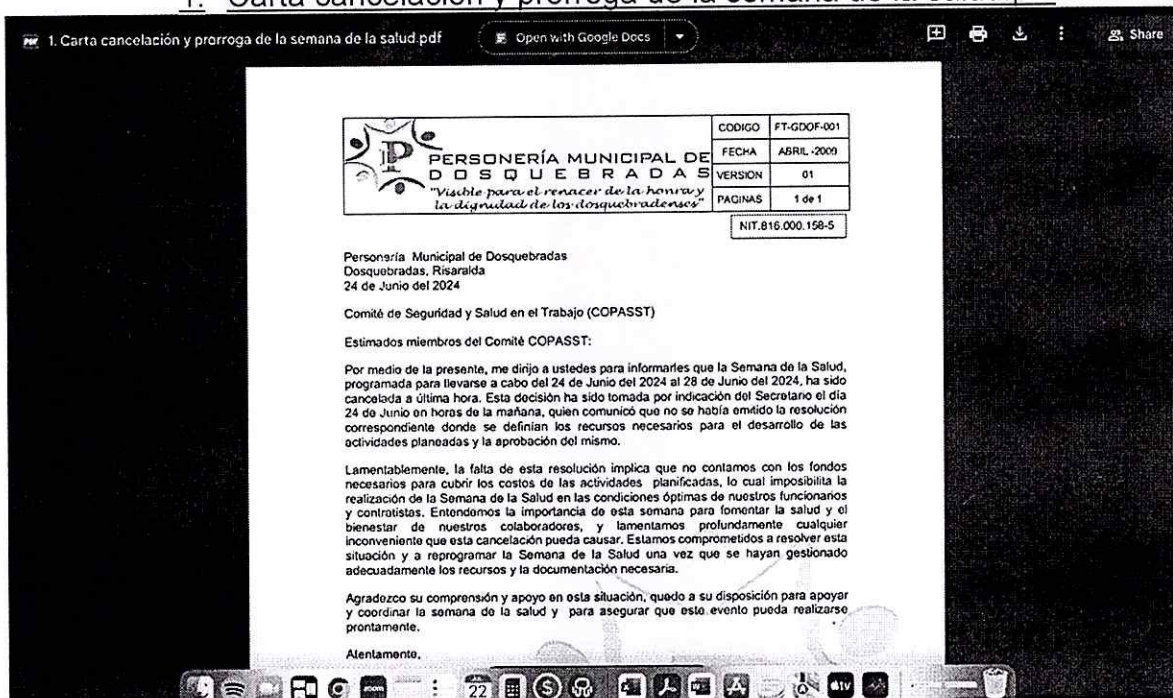 1. Carta cancelación y prorroga de la semana de la salud.p
1. Carta cancelación y prorroga de la semana de la salud.pdf
Open with Google Docs
Share
P
PERSONERÍA MUNICIPAL DE
DOSQUEBRADAS
"Visible para el renacer de la honra y
la dignidad de los dosquebradenses"
CODIGO FT-GDOF-001
FECHA ABRIL -2009
VERSION 01
PAGINAS 1 de 1
NIT.816.000.158-5
Personería Municipal de Dosquebradas
Dosquebradas, Risaralda
24 de Junio del 2024
Comité de Seguridad y Salud en el Trabajo (COPASST)
Estimados miembros del Comité COPASST:
Por medio de la presente, me dirijo a ustedes para informarles que la Semana de la Salud,
programada para llevarse a cabo del 24 de Junio del 2024 al 28 de Junio del 2024, ha sido
cancelada a última hora. Esta decisión ha sido tomada por indicación del Secretario el día
24 de Junio en horas de la mañana, quien comunicó que no se había emitido la resolución
correspondiente donde se definían los recursos necesarios para el desarrollo de las
actividades planeadas y la aprobación del mismo.
Lamentablemente, la falta de esta resolución implica que no contamos con los fondos
necesarios para cubrir los costos de las actividades planificadas, lo cual imposibilita la
realización de la Semana de la Salud en las condiciones óptimas de nuestros funcionarios
y contratistas. Entendemos la importancia de esta semana para fomentar la salud y el
bienestar de nuestros colaboradores, y lamentamos profundamente cualquier
inconveniente que esta cancelación pueda causar. Estamos comprometidos a resolver esta
situación y a reprogramar la Semana de la Salud una vez que se hayan gestionado
adecuadamente los recursos y la documentación necesaria.
Agradezco su comprensión y apoyo en esta situación, quedo a su disposición para apoyar
y coordinar la semana de la salud y para asegurar que este evento pueda realizarse
prontamente.
Atentamente,
zoom
22
tv